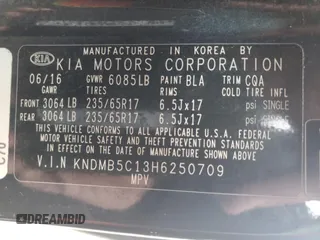 MANUFACTURED IN KOREA BY
KIA KIA MOTORS CORPORATION
06/16 GVWR 6085LB PAINT BLA TRIM CQA
GAWR TIRES RIMS COLD TIRE INFL
FRONT 3064 LB 235/65R17 6.5Jx17 psi SINGLE
REAR 3064 LB 235/65R17 6.5Jx17 psi SINGLE
THIS VEHICLE CONFORMS TO ALL APPLICABLE
FEDERAL MOTOR VEHICLE SAFETY STANDARDS
IN EFFECT ON THE DATE OF
MANUFACTURE SHOWN ABOVE.
V.I.N KNDMB5C13H6250709
MPV
© DREAMBID